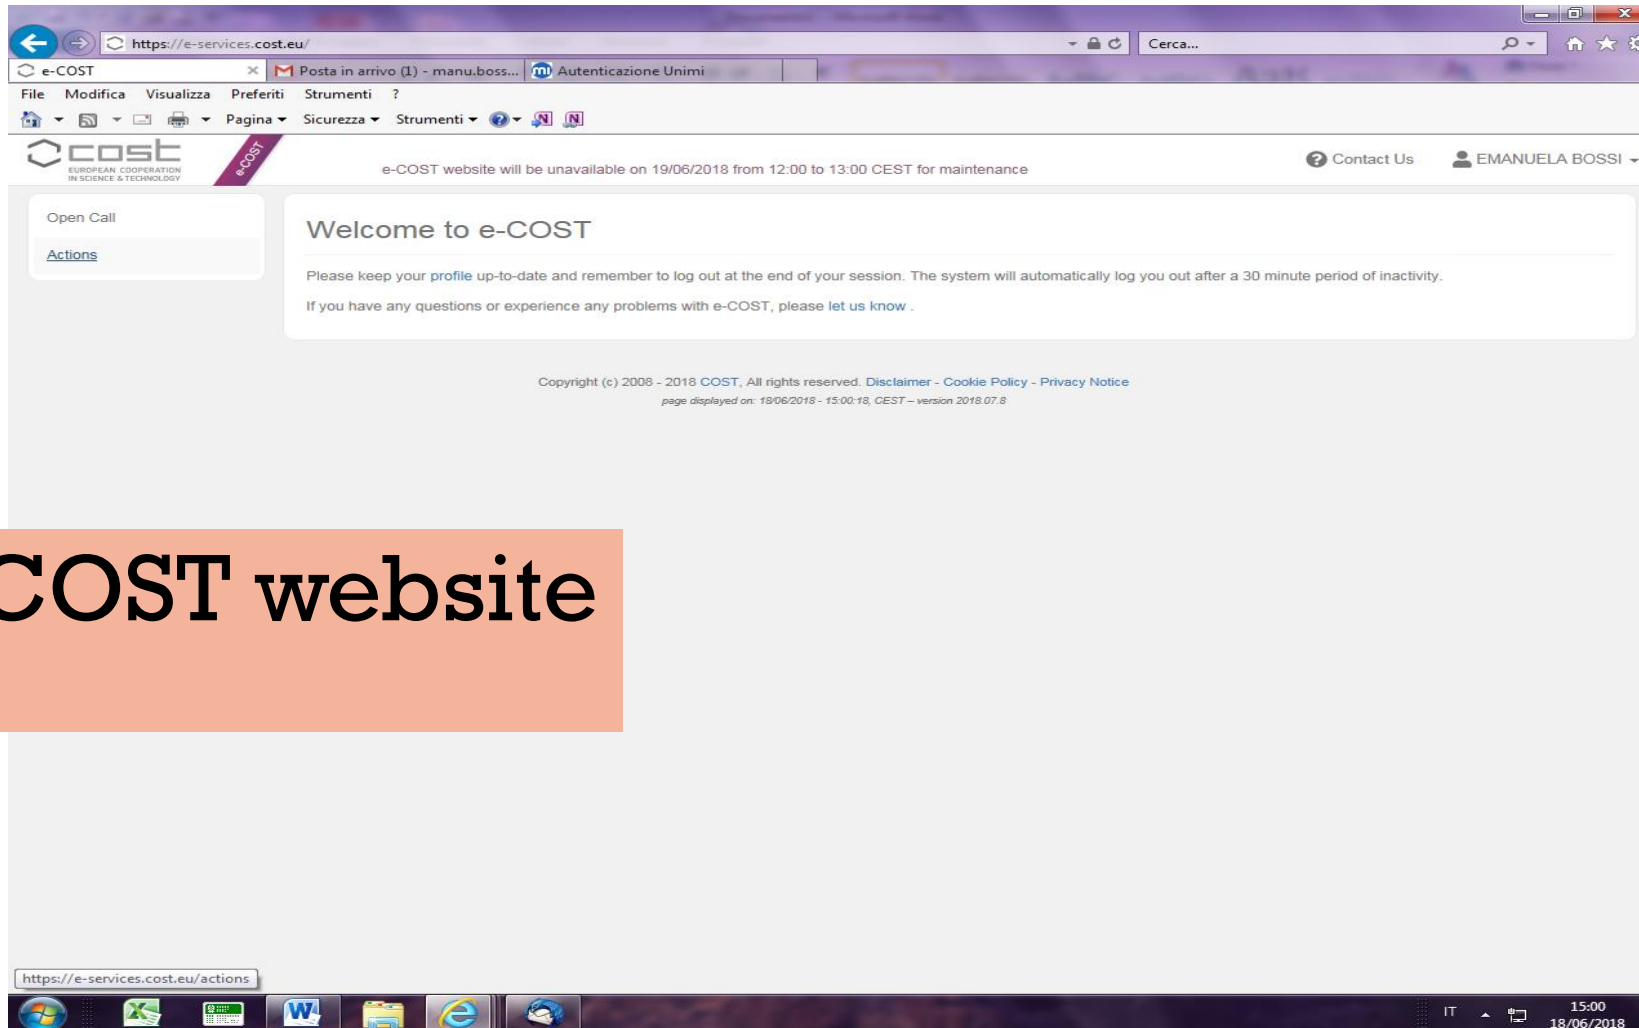 https://e-services.cost.eu/
Cerca...
e-COST
Posta in arrivo (1) - manu.boss...
Autenticazione Unimi
File Modifica Visualizza Preferiti Strumenti ?
Pagina Sicurezza Strumenti
cost
EUROPEAN COOPERATION
IN SCIENCE & TECHNOLOGY
e-COST
e-COST website will be unavailable on 19/06/2018 from 12:00 to 13:00 CEST for maintenance
Contact Us
EMANUELA BOSSI
Open Call
Actions
Welcome to e-COST
Please keep your profile up-to-date and remember to log out at the end of your session. The system will automatically log you out after a 30 minute period of inactivity.
If you have any questions or experience any problems with e-COST, please let us know .
Copyright (c) 2008 - 2018 COST, All rights reserved. Disclaimer - Cookie Policy - Privacy Notice
page displayed on: 18/06/2018 - 15:00:18, CEST – version 2018.07.8
COST website
https://e-services.cost.eu/actions
IT
15:00
18/06/2018